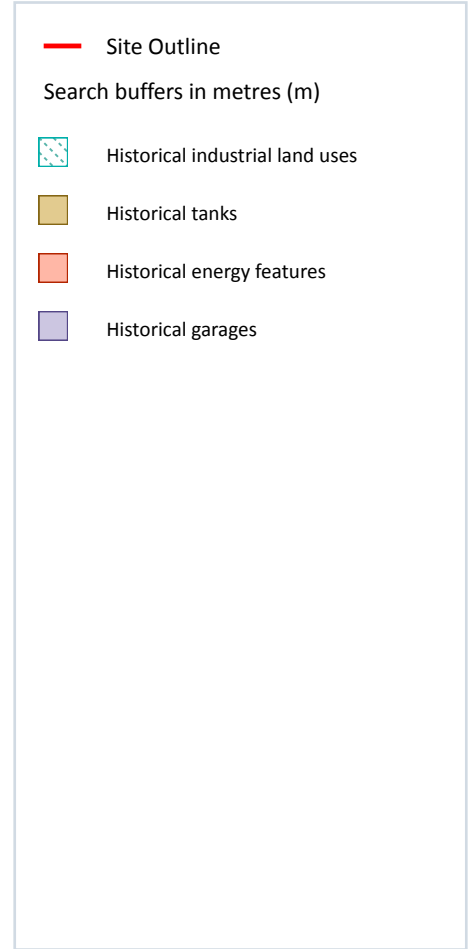 Site Outline
Search buffers in metres (m)
Historical industrial land uses
Historical tanks
Historical energy features
Historical garages